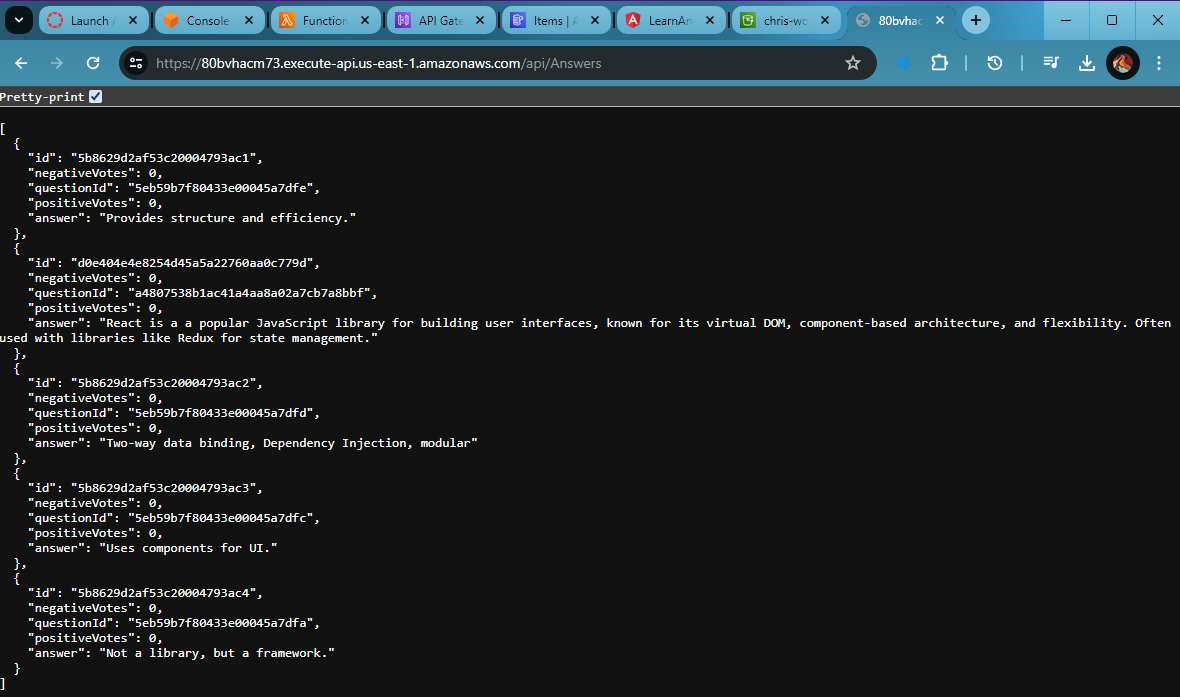 Launch
Console
Function
API Gate
Items | A
LearnAn
chris-wo
80bvhac
https://80bvhacm73.execute-api.us-east-1.amazonaws.com/api/Answers
Pretty-print
[
{
"id": "5b8629d2af53c20004793ac1",
"negativeVotes": 0,
"questionId": "5eb59b7f80433e00045a7dfe",
"positiveVotes": 0,
"answer": "Provides structure and efficiency."
},
{
"id": "d0e404e4e8254d45a5a22760aa0c779d",
"negativeVotes": 0,
"questionId": "a4807538b1ac41a4aa8a02a7cb7a8bbf",
"positiveVotes": 0,
"answer": "React is a a popular JavaScript library for building user interfaces, known for its virtual DOM, component-based architecture, and flexibility. Often
used with libraries like Redux for state management."
},
{
"id": "5b8629d2af53c20004793ac2",
"negativeVotes": 0,
"questionId": "5eb59b7f80433e00045a7dfd",
"positiveVotes": 0,
"answer": "Two-way data binding, Dependency Injection, modular"
},
{
"id": "5b8629d2af53c20004793ac3",
"negativeVotes": 0,
"questionId": "5eb59b7f80433e00045a7dfc",
"positiveVotes": 0,
"answer": "Uses components for UI."
},
{
"id": "5b8629d2af53c20004793ac4",
"negativeVotes": 0,
"questionId": "5eb59b7f80433e00045a7dfa",
"positiveVotes": 0,
"answer": "Not a library, but a framework."
}
]